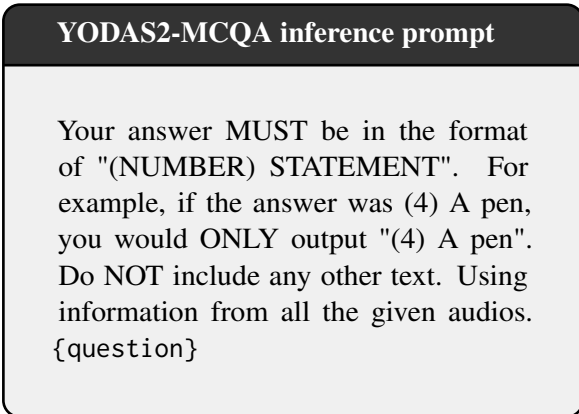 YODAS2-MCQA inference prompt
Your answer MUST be in the format
of "(NUMBER) STATEMENT". For
example, if the answer was (4) A pen,
you would ONLY output "(4) A pen".
Do NOT include any other text. Using
information from all the given audios.
{question}